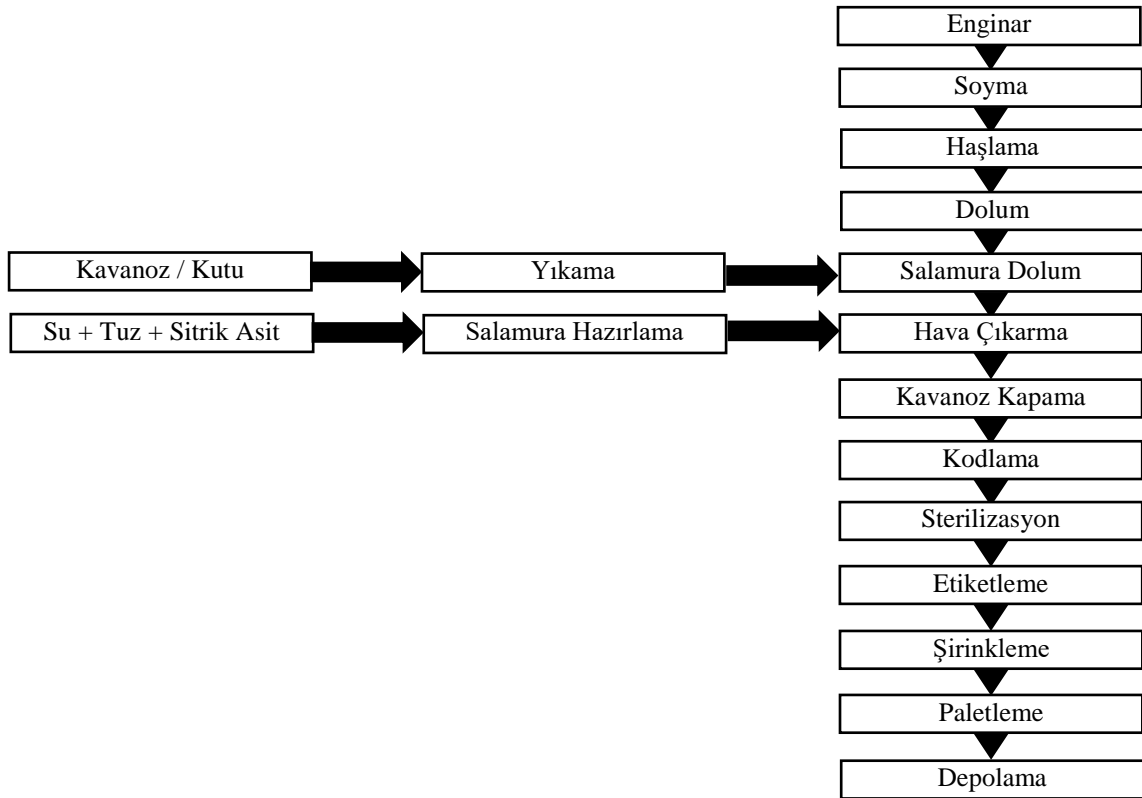 Enginar
Soyma
Haşlama
Dolum
Kavanoz / Kutu
Yıkama
Salamura Dolum
Su + Tuz + Sitrik Asit
Salamura Hazırlama
Hava Çıkarma
Kavanoz Kapama
Kodlama
Sterilizasyon
Etiketleme
Şirinkleme
Paletleme
Depolama